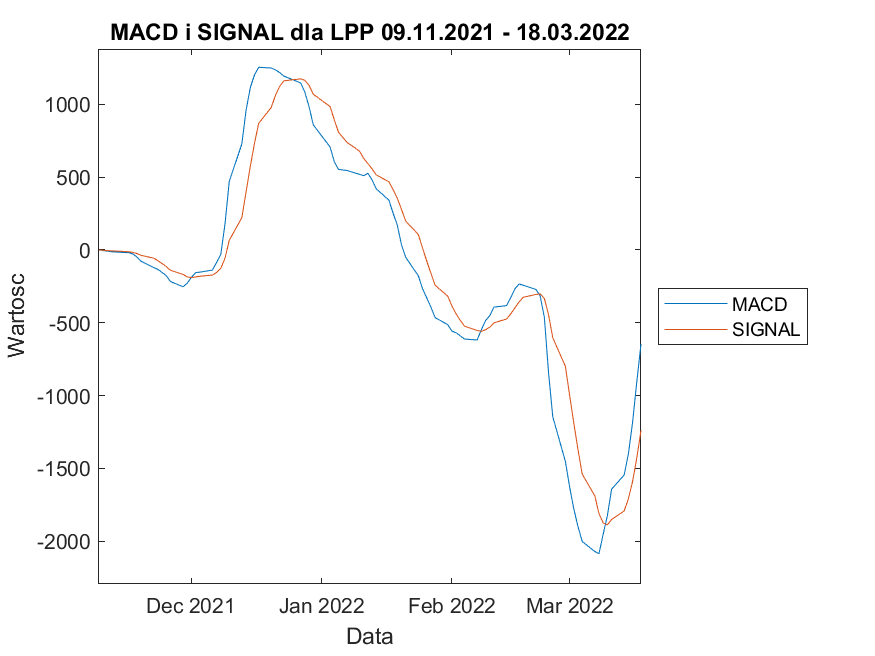 MACD i SIGNAL dla LPP 09.11.2021 - 18.03.2022
1000
500
0
-500
-1000
-1500
-2000
Wartosc
Dec 2021 Jan 2022 Feb 2022 Mar 2022
Data
MACD
SIGNAL